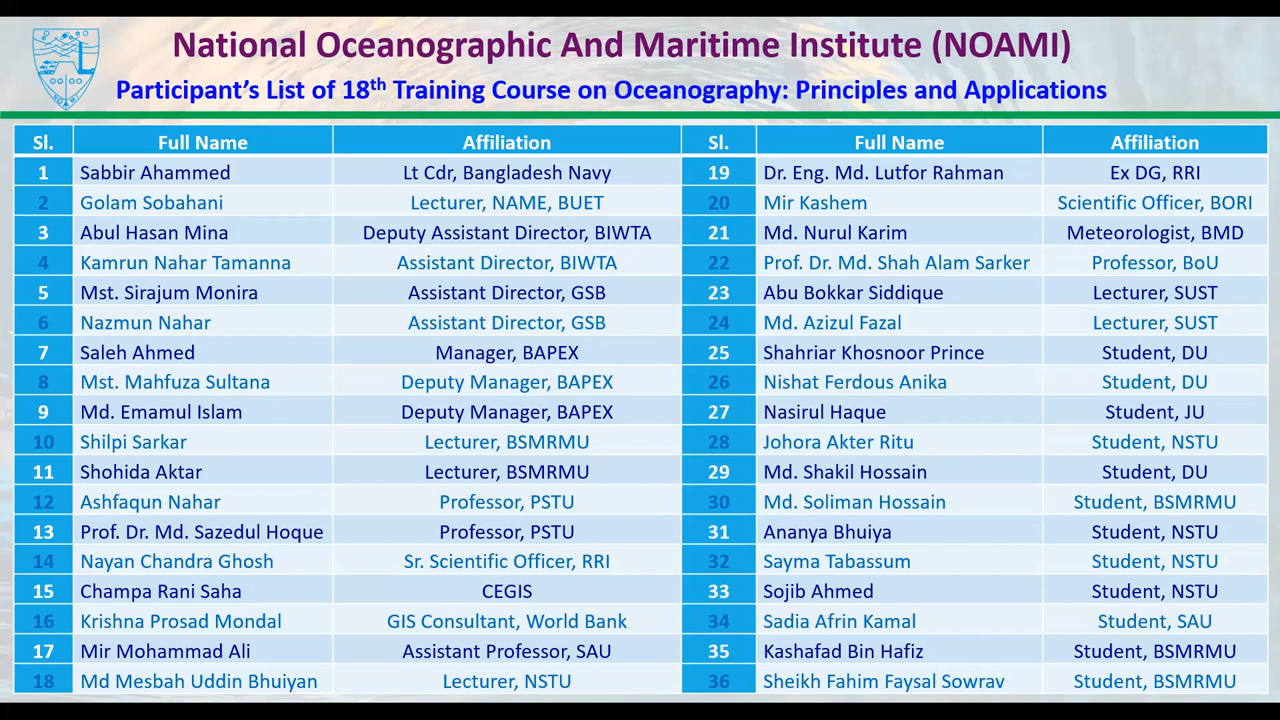 National Oceanographic And Maritime Institute (NOAMI)
Participant's List of 18th Training Course on Oceanography: Principles and Applications
Sl. Full Name Affiliation Sl. Full Name Affiliation
1 Sabbir Ahammed Lt Cdr, Bangladesh Navy 19 Dr. Eng. Md. Lutfor Rahman Ex DG, RRI
2 Golam Sobahani Lecturer, NAME, BUET 20 Mir Kashem Scientific Officer, BORI
3 Abul Hasan Mina Deputy Assistant Director, BIWTA 21 Md. Nurul Karim Meteorologist, BMD
4 Kamrun Nahar Tamanna Assistant Director, BIWTA 22 Prof. Dr. Md. Shah Alam Sarker Professor, BoU
5 Mst. Sirajum Monira Assistant Director, GSB 23 Abu Bokkar Siddique Lecturer, SUST
6 Nazmun Nahar Assistant Director, GSB 24 Md. Azizul Fazal Lecturer, SUST
7 Saleh Ahmed Manager, BAPEX 25 Shahriar Khosnoor Prince Student, DU
8 Mst. Mahfuza Sultana Deputy Manager, BAPEX 26 Nishat Ferdous Anika Student, DU
9 Md. Emamul Islam Deputy Manager, BAPEX 27 Nasirul Haque Student, JU
10 Shilpi Sarkar Lecturer, BSMRMU 28 Johora Akter Ritu Student, NSTU
11 Shohida Aktar Lecturer, BSMRMU 29 Md. Shakil Hossain Student, DU
12 Ashfaqun Nahar Professor, PSTU 30 Md. Soliman Hossain Student, BSMRMU
13 Prof. Dr. Md. Sazedul Hoque Professor, PSTU 31 Ananya Bhuiya Student, NSTU
14 Nayan Chandra Ghosh Sr. Scientific Officer, RRI 32 Sayma Tabassum Student, NSTU
15 Champa Rani Saha CEGIS 33 Sojib Ahmed Student, NSTU
16 Krishna Prosad Mondal GIS Consultant, World Bank 34 Sadia Afrin Kamal Student, SAU
17 Mir Mohammad Ali Assistant Professor, SAU 35 Kashafad Bin Hafiz Student, BSMRMU
18 Md Mesbah Uddin Bhuiyan Lecturer, NSTU 36 Sheikh Fahim Faysal Sowrav Student, BSMRMU